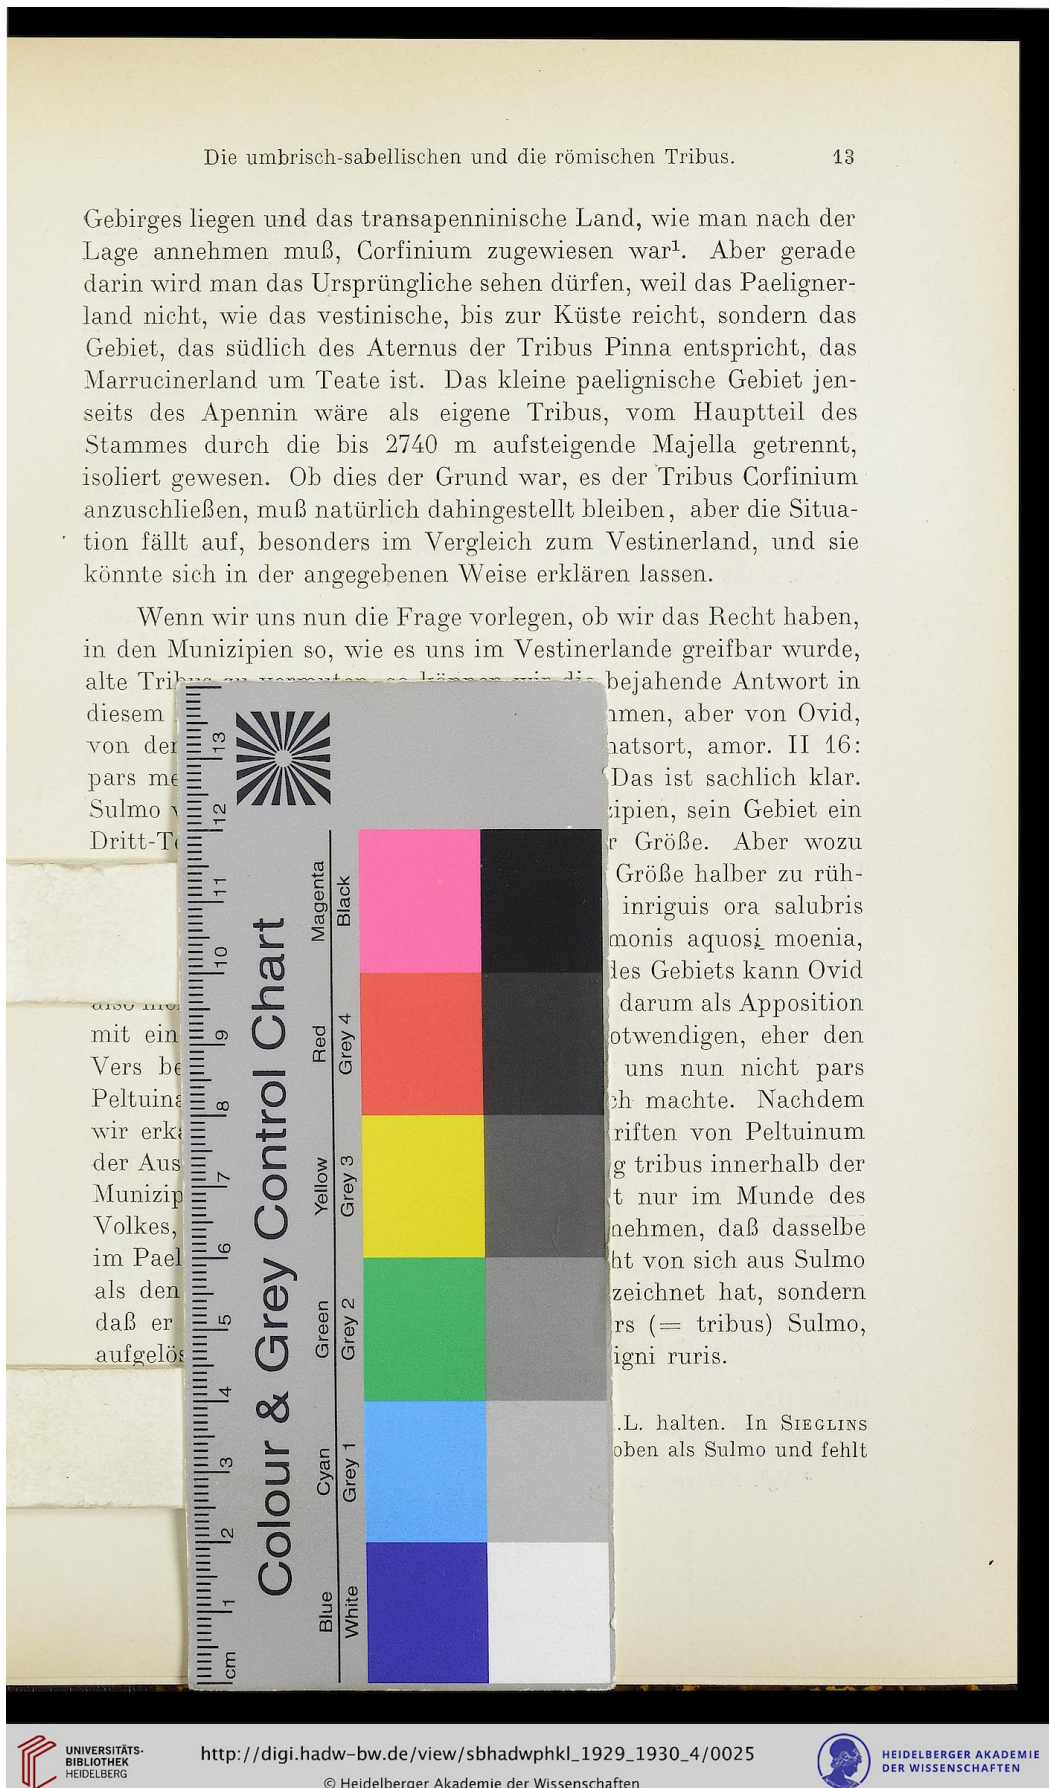 Die umbrisch-sabellischen und die römischen Tribus. 13
Gebirges liegen und das transapenninische Land, wie man nach der
Lage annehmen muß, Corfinium zugewiesen war¹. Aber gerade
darin wird man das Ursprüngliche sehen dürfen, weil das Paeligner-
land nicht, wie das vestinische, bis zur Küste reicht, sondern das
Gebiet, das südlich des Aternus der Tribus Pinna entspricht, das
Marrucinerland um Teate ist. Das kleine paelignische Gebiet jen-
seits des Apennin wäre als eigene Tribus, vom Hauptteil des
Stammes durch die bis 2740 m aufsteigende Majella getrennt,
isoliert gewesen. Ob dies der Grund war, es der Tribus Corfinium
anzuschließen, muß natürlich dahingestellt bleiben, aber die Situa-
tion fällt auf, besonders im Vergleich zum Vestinerland, und sie
könnte sich in der angegebenen Weise erklären lassen.
Wenn wir uns nun die Frage vorlegen, ob wir das Recht haben,
in den Munizipien so, wie es uns im Vestinerlande greifbar wurde,
alte Tribus zu vermuten, so können wir die bejahende Antwort in
diesem men, aber von Ovid,
von der atsort, amor. II 16:
pars Das ist sachlich klar.
Sulmo ipien, sein Gebiet ein
Dritt- Größe. Aber wozu
Größe halber zu rüh-
inriguis ora salubris
monis aquosi moenia,
des Gebiets kann Ovid
darum als Apposition
mit ein otwendigen, eher den
Vers be uns nun nicht pars
Peltuina ch machte. Nachdem
wir erka riften von Peltuinum
der Aus g tribus innerhalb der
Munizip t nur im Munde des
Volkes, nehmen, daß dasselbe
im Pael ht von sich aus Sulmo
als den zeichnet hat, sondern
daß er rs (= tribus) Sulmo,
aufgelös igni ruris.
.L. halten. In SIEGLINS
oben als Sulmo und fehlt
Colour & Grey Control Chart
Magenta Black
Red Grey 4
Yellow Grey 3
Green Grey 2
Cyan Grey 1
Blue White
13
12
11
10
9
8
7
6
5
4
3
2
1
cm
UNIVERSITÄTS-
BIBLIOTHEK
HEIDELBERG
http://digi.hadw-bw.de/view/sbhadwphkl_1929_1930_4/0025
© Heidelberger Akademie der Wissenschaften
HEIDELBERGER AKADEMIE
DER WISSENSCHAFTEN